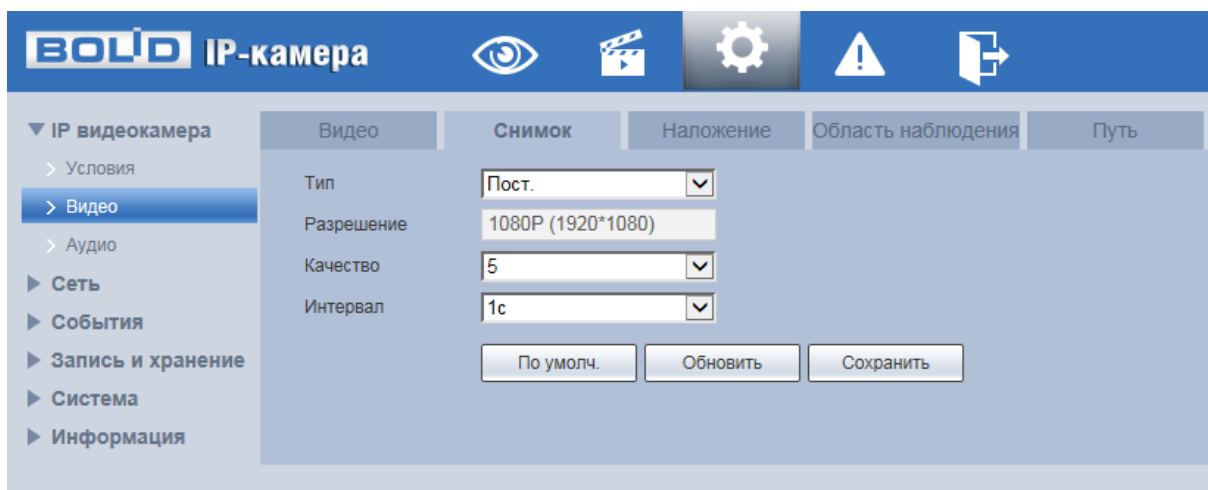 BOLID IP-камера
IP видеокамера
Условия
Видео
Аудио
Сеть
События
Запись и хранение
Система
Информация
Видео Снимок Наложение Область наблюдения Путь
Тип Пост.
Разрешение 1080P (1920*1080)
Качество 5
Интервал 1с
По умолч. Обновить Сохранить